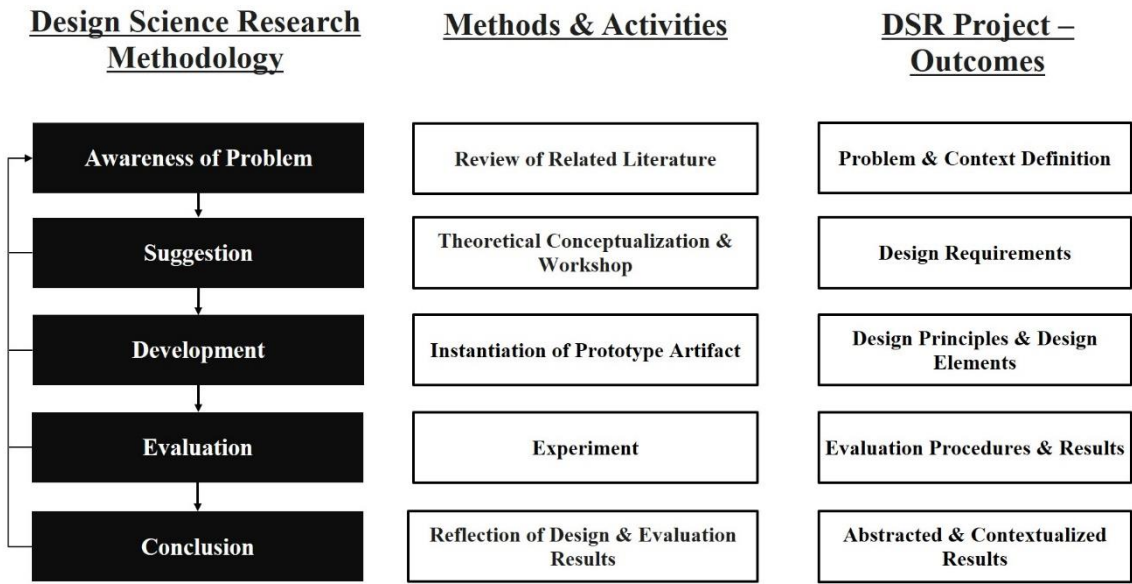 Design Science Research
Methodology
Methods & Activities
DSR Project –
Outcomes
Awareness of Problem
Review of Related Literature
Problem & Context Definition
Suggestion
Theoretical Conceptualization &
Workshop
Design Requirements
Development
Instantiation of Prototype Artifact
Design Principles & Design
Elements
Evaluation
Experiment
Evaluation Procedures & Results
Conclusion
Reflection of Design & Evaluation
Results
Abstracted & Contextualized
Results